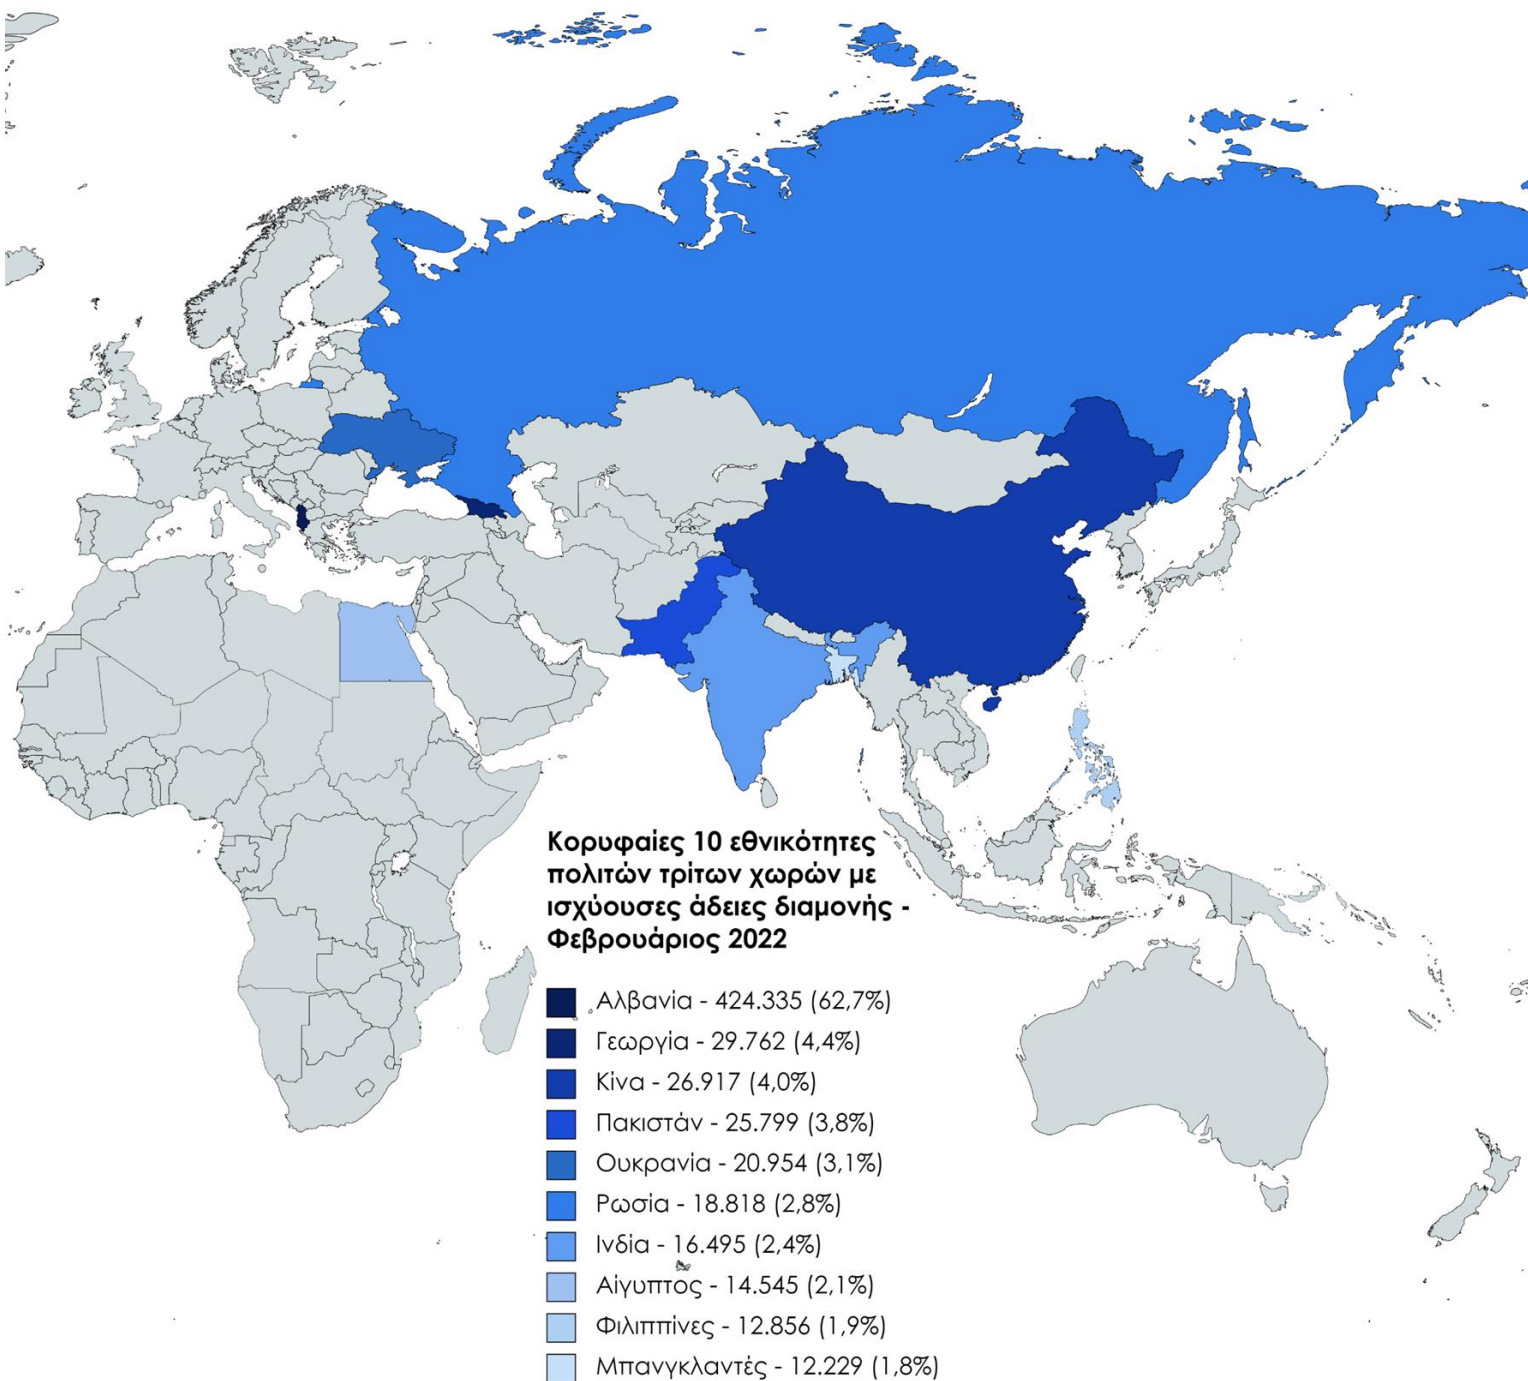 Κορυφαίες 10 εθνικότητες
πολιτών τρίτων χωρών με
ισχύουσες άδειες διαμονής -
Φεβρουάριος 2022
Αλβανία - 424.335 (62,7%)
Γεωργία - 29.762 (4,4%)
Κίνα - 26.917 (4,0%)
Πακιστάν - 25.799 (3,8%)
Ουκρανία - 20.954 (3,1%)
Ρωσία - 18.818 (2,8%)
Ινδία - 16.495 (2,4%)
Αίγυπτος - 14.545 (2,1%)
Φιλιππίνες - 12.856 (1,9%)
Μπανγκλαντές - 12.229 (1,8%)